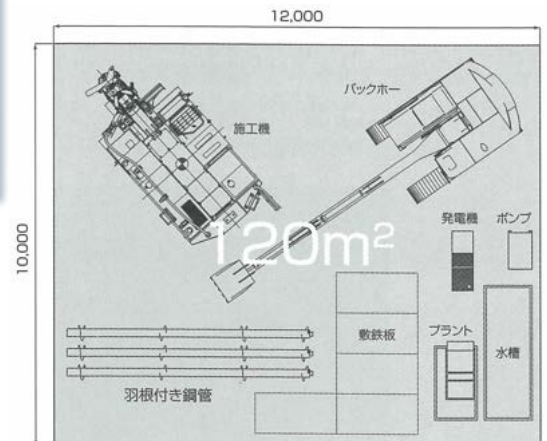 12,000
バックホー
施工機
10,000
120m²
発電機
ポンプ
敷鉄板
プラント
水槽
羽根付き鋼管